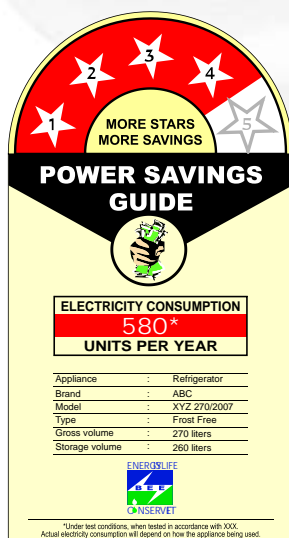 1 2 3 4 5
MORE STARS
MORE SAVINGS
POWER SAVINGS
GUIDE
ELECTRICITY CONSUMPTION
580*
UNITS PER YEAR
Appliance : Refrigerator
Brand : ABC
Model : XYZ 270/2007
Type : Frost Free
Gross volume : 270 liters
Storage volume : 260 liters
ENERGY IS LIFE
BEE
CONSERVE IT
*Under test conditions, when tested in accordance with XXX.
Actual electricity consumption will depend on how the appliance being used.